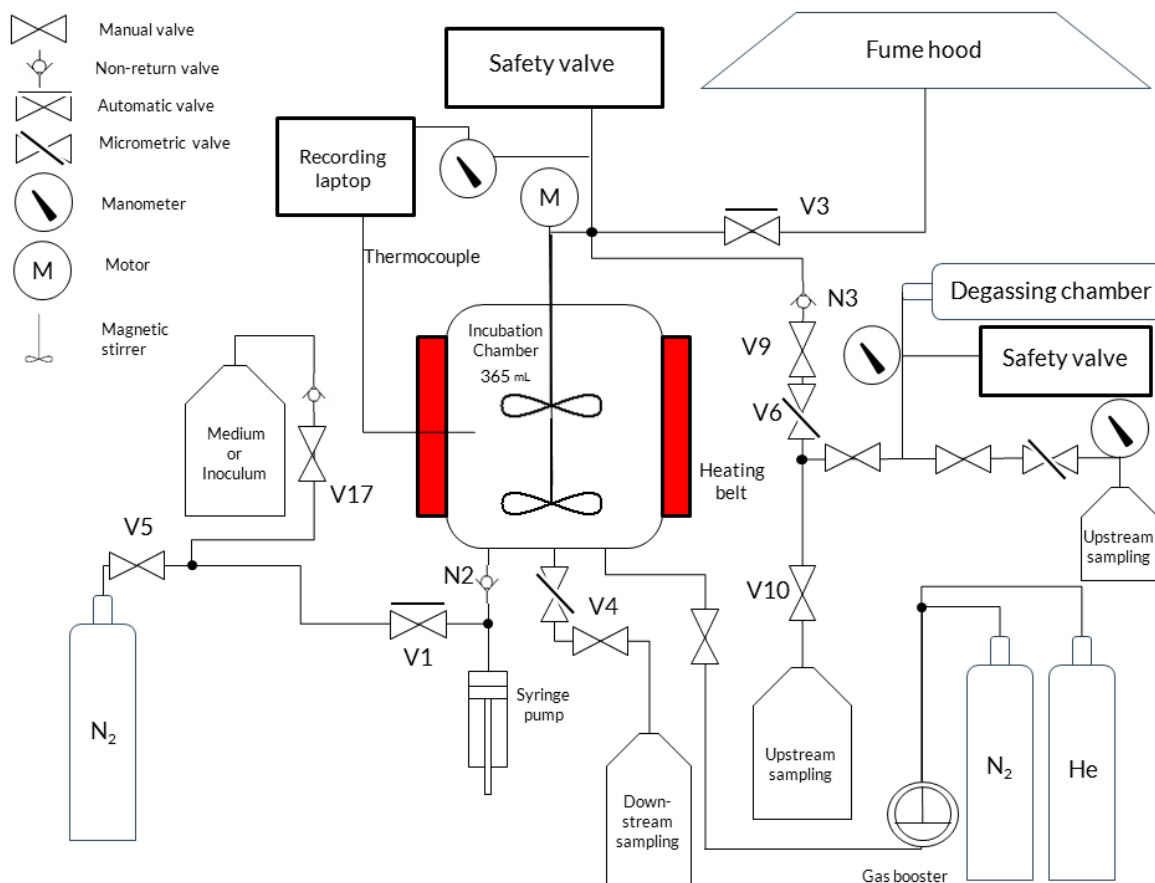 Manual valve
Non-return valve
Automatic valve
Micrometric valve
Manometer
M
Motor
Magnetic
stirrer
Safety valve
Fume hood
Recording
laptop
M
V3
Thermocouple
N3
Degassing chamber
Safety valve
V9
V6
Incubation
Chamber
365 mL
Heating
belt
Medium
or
Inoculum
V17
V5
N2
V4
V1
V10
Upstream
sampling
Syringe
pump
N₂
Upstream
sampling
Down-
stream
sampling
N₂
He
Gas booster